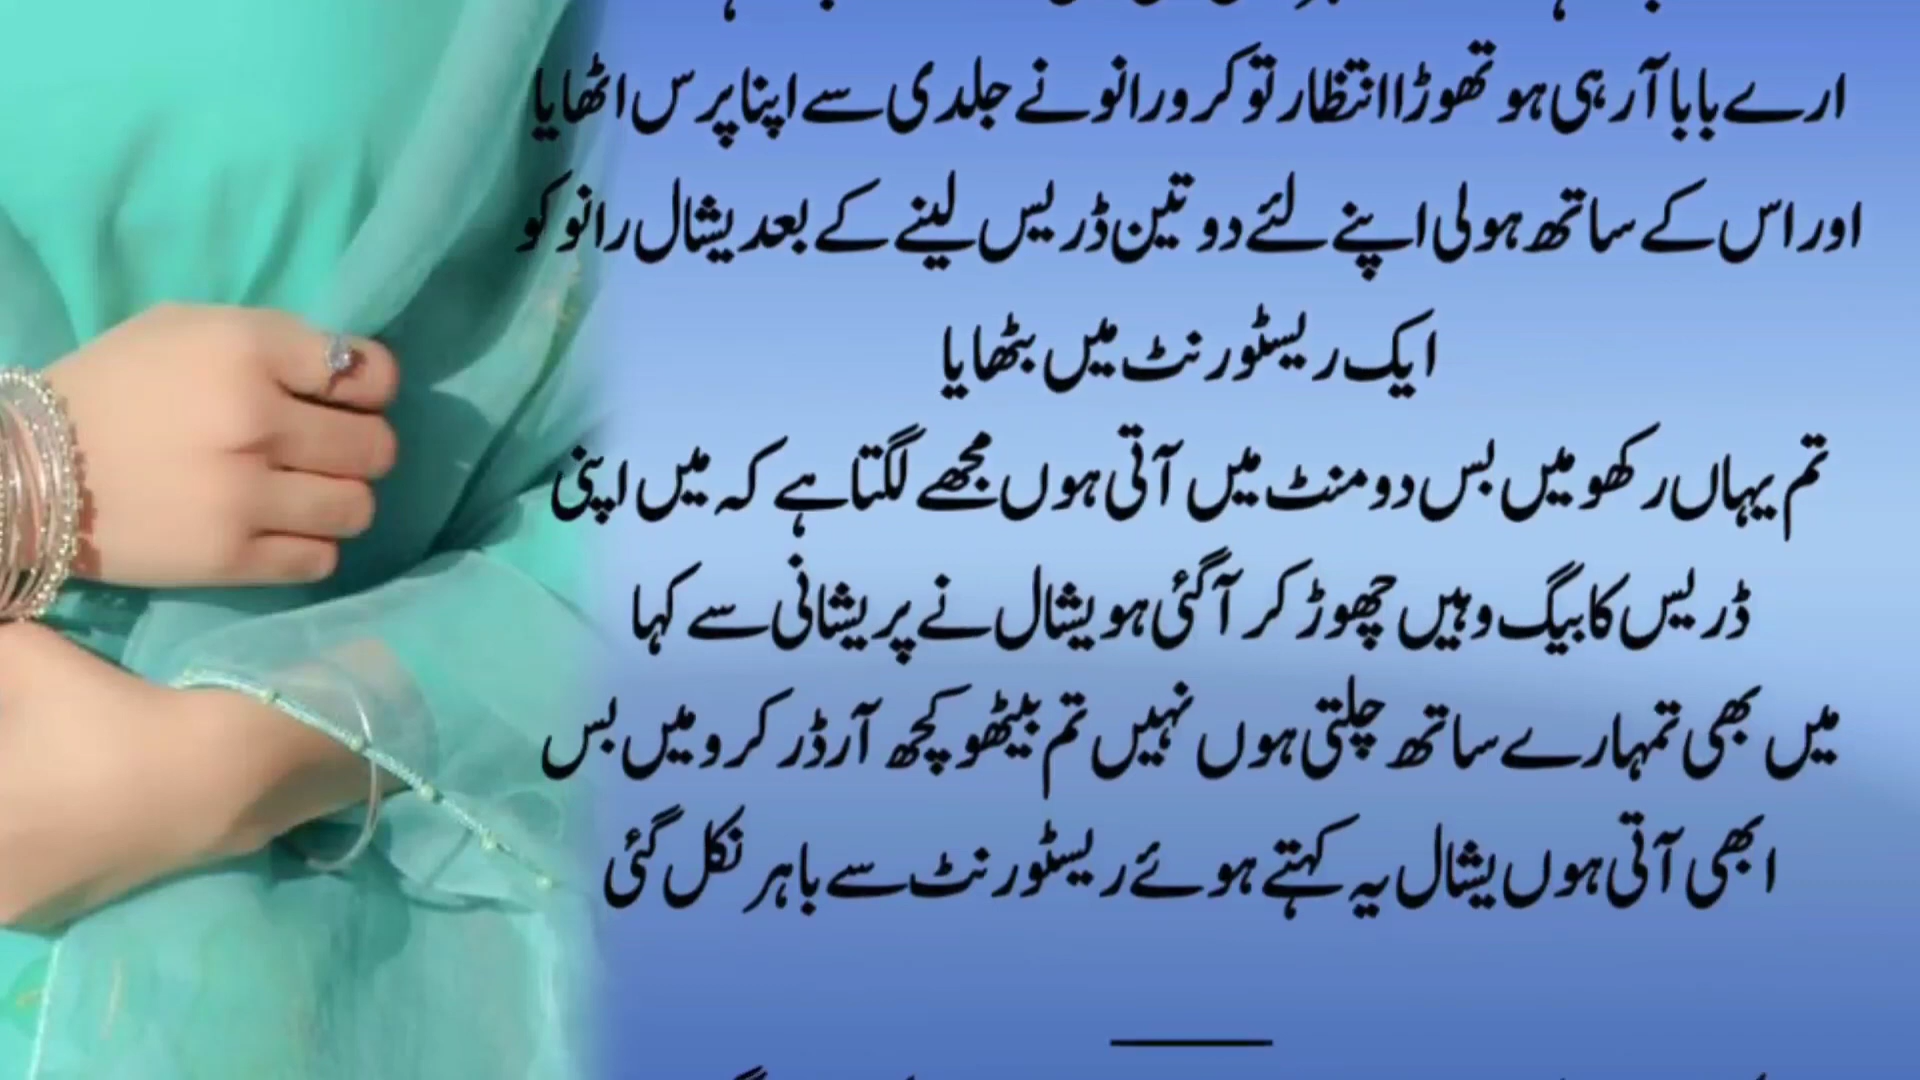 ارے بابا آرہی ہو تھوڑا انتظار تو کرو رانو نے جلدی سے اپنا پرس اٹھایا
اور اس کے ساتھ ہولی اپنے لئے دو تین ڈریس لینے کے بعد یشال رانو کو
ایک ریسٹورنٹ میں بٹھایا
تم یہاں رکھو میں بس دو منٹ میں آتی ہوں مجھے لگتا ہے کہ میں اپنی
ڈریس کا بیگ وہیں چھوڑ کر آگئی ہو یشال نے پریشانی سے کہا
میں بھی تمہارے ساتھ چلتی ہوں نہیں تم بیٹھو کچھ آرڈر کرو میں بس
ابھی آتی ہوں یشال یہ کہتے ہوئے ریسٹورنٹ سے باہر نکل گئی